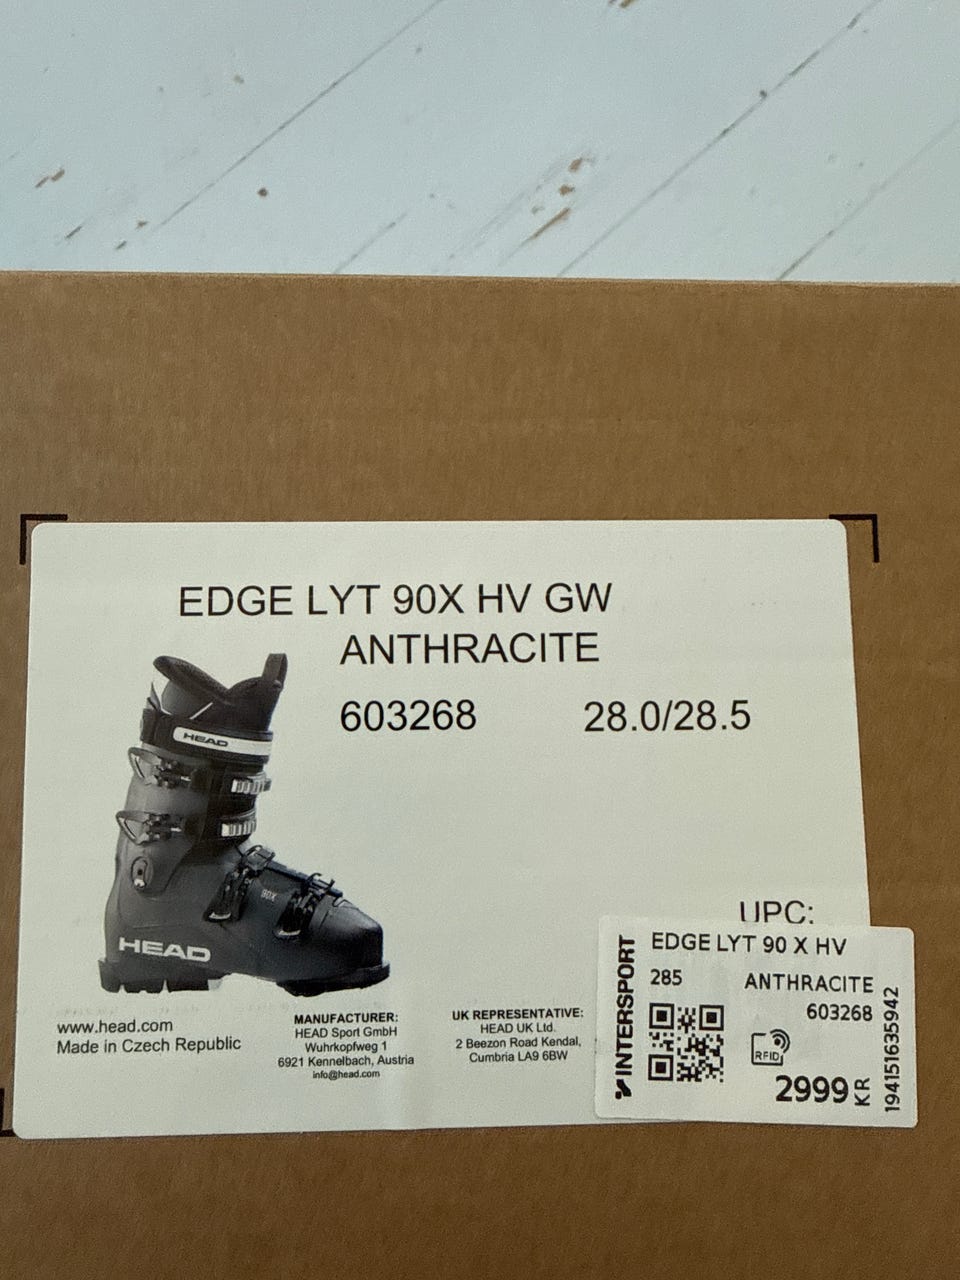 EDGE LYT 90X HV GW
ANTHRACITE
603268 28.0/28.5
HEAD
90X
HEAD
UPC:
www.head.com
Made in Czech Republic
MANUFACTURER:
HEAD Sport GmbH
Wuhrkopfweg 1
6921 Kennelbach, Austria
info@head.com
UK REPRESENTATIVE:
HEAD UK Ltd.
2 Beezon Road Kendal,
Cumbria LA9 6BW
INTERSPORT
EDGE LYT 90 X HV
285 ANTHRACITE
603268
RFID
2999 KR
194151635942